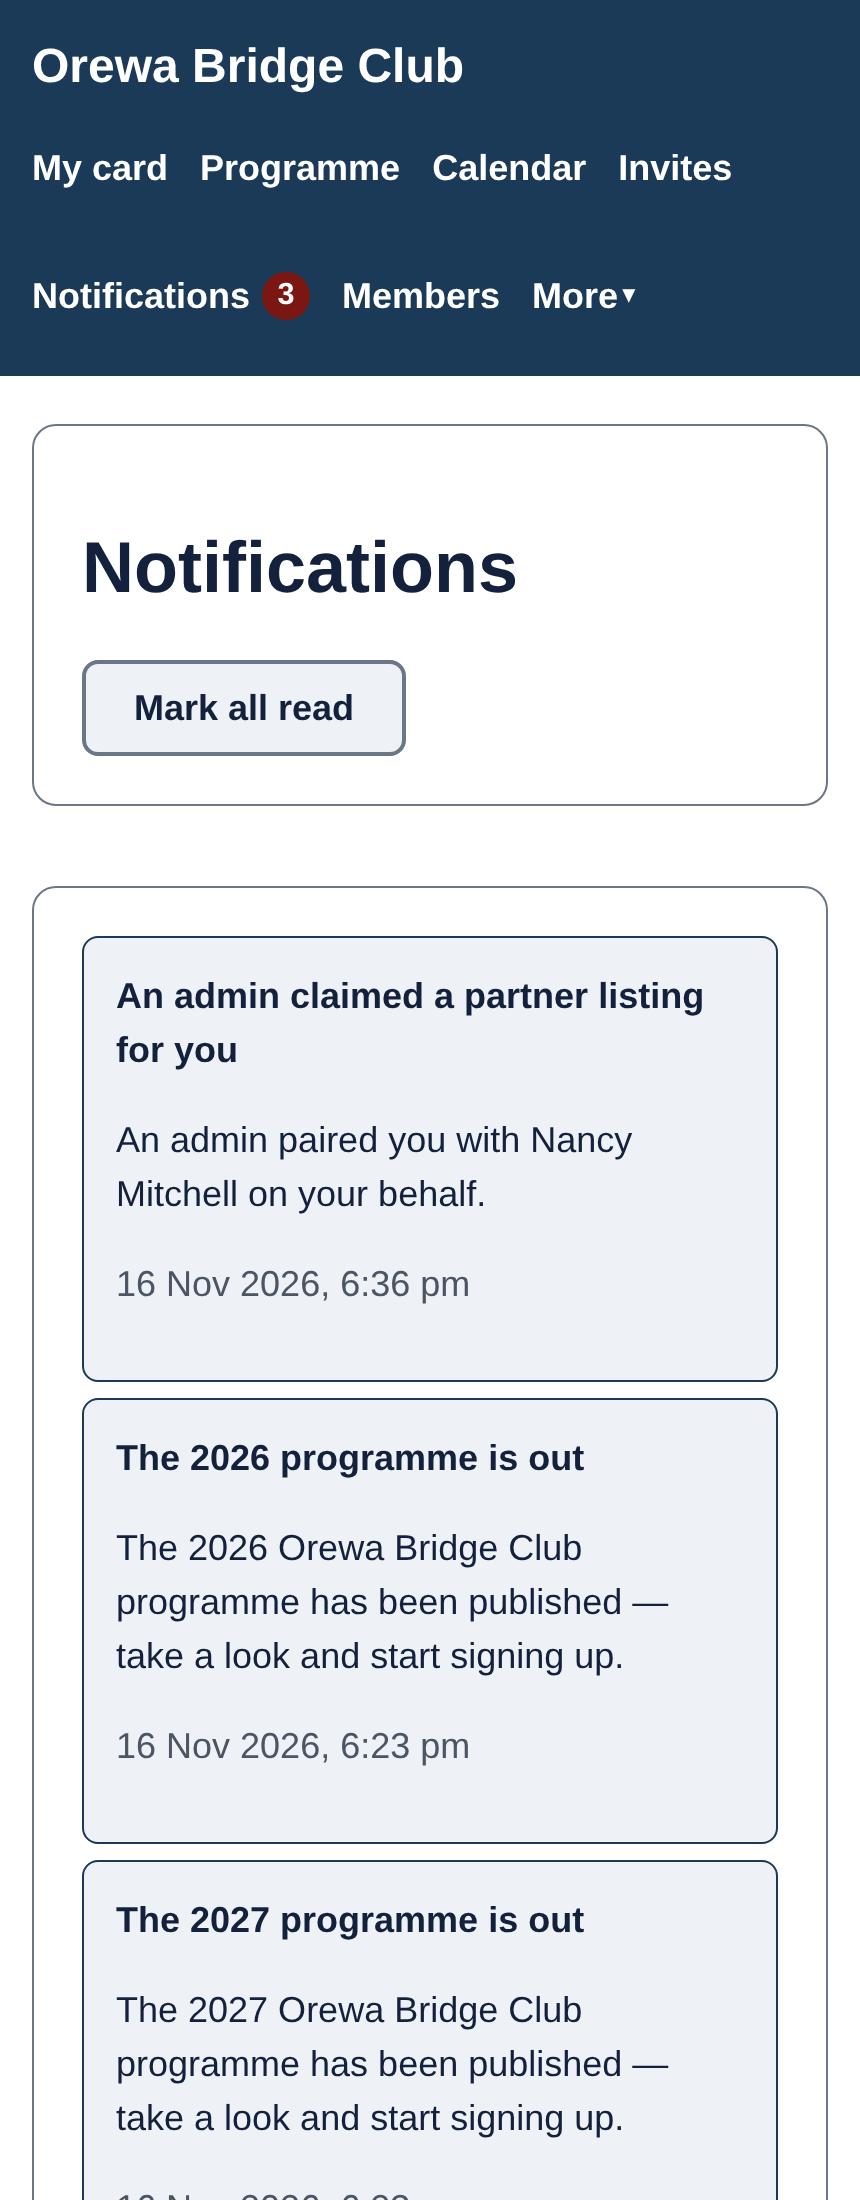 Orewa Bridge Club
My card Programme Calendar Invites
Notifications 3 Members More ▾
Notifications
Mark all read
An admin claimed a partner listing
for you
An admin paired you with Nancy
Mitchell on your behalf.
16 Nov 2026, 6:36 pm
The 2026 programme is out
The 2026 Orewa Bridge Club
programme has been published —
take a look and start signing up.
16 Nov 2026, 6:23 pm
The 2027 programme is out
The 2027 Orewa Bridge Club
programme has been published —
take a look and start signing up.